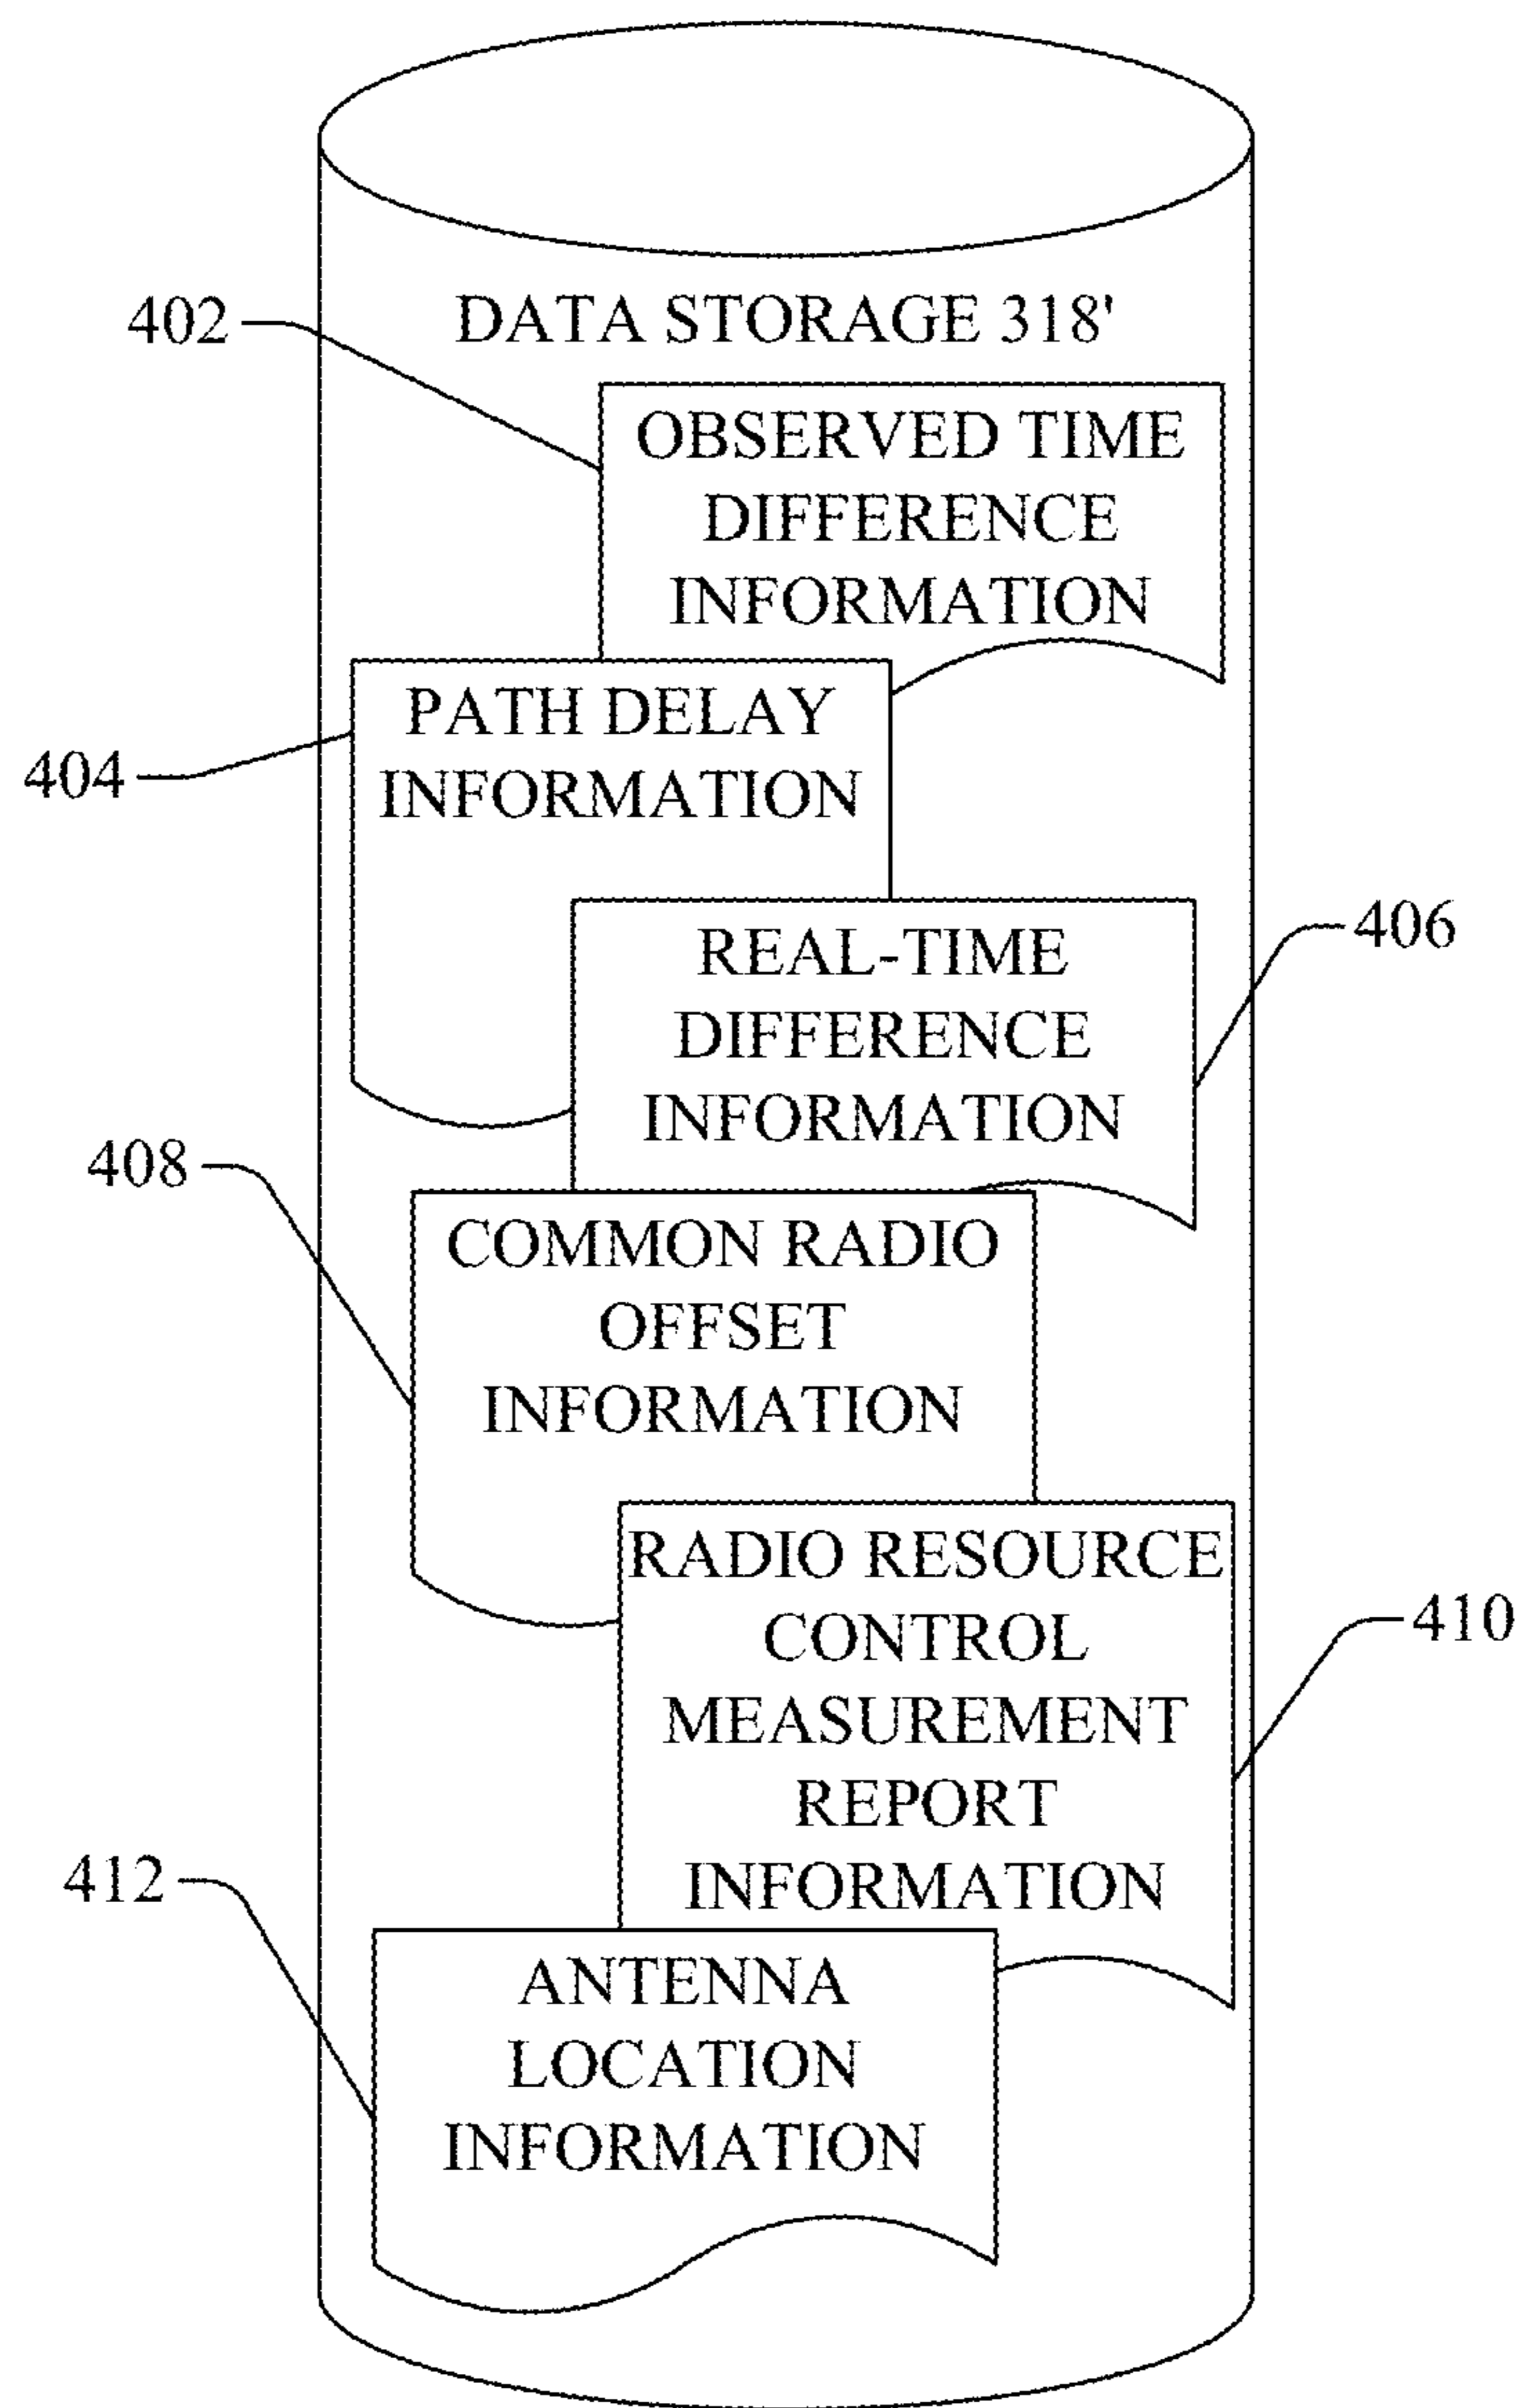 DATA STORAGE 318'
402
OBSERVED TIME
DIFFERENCE
INFORMATION
PATH DELAY
INFORMATION
404
REAL-TIME
DIFFERENCE
INFORMATION
406
408
COMMON RADIO
OFFSET
INFORMATION
RADIO RESOURCE
CONTROL
MEASUREMENT
REPORT
INFORMATION
410
412
ANTENNA
LOCATION
INFORMATION